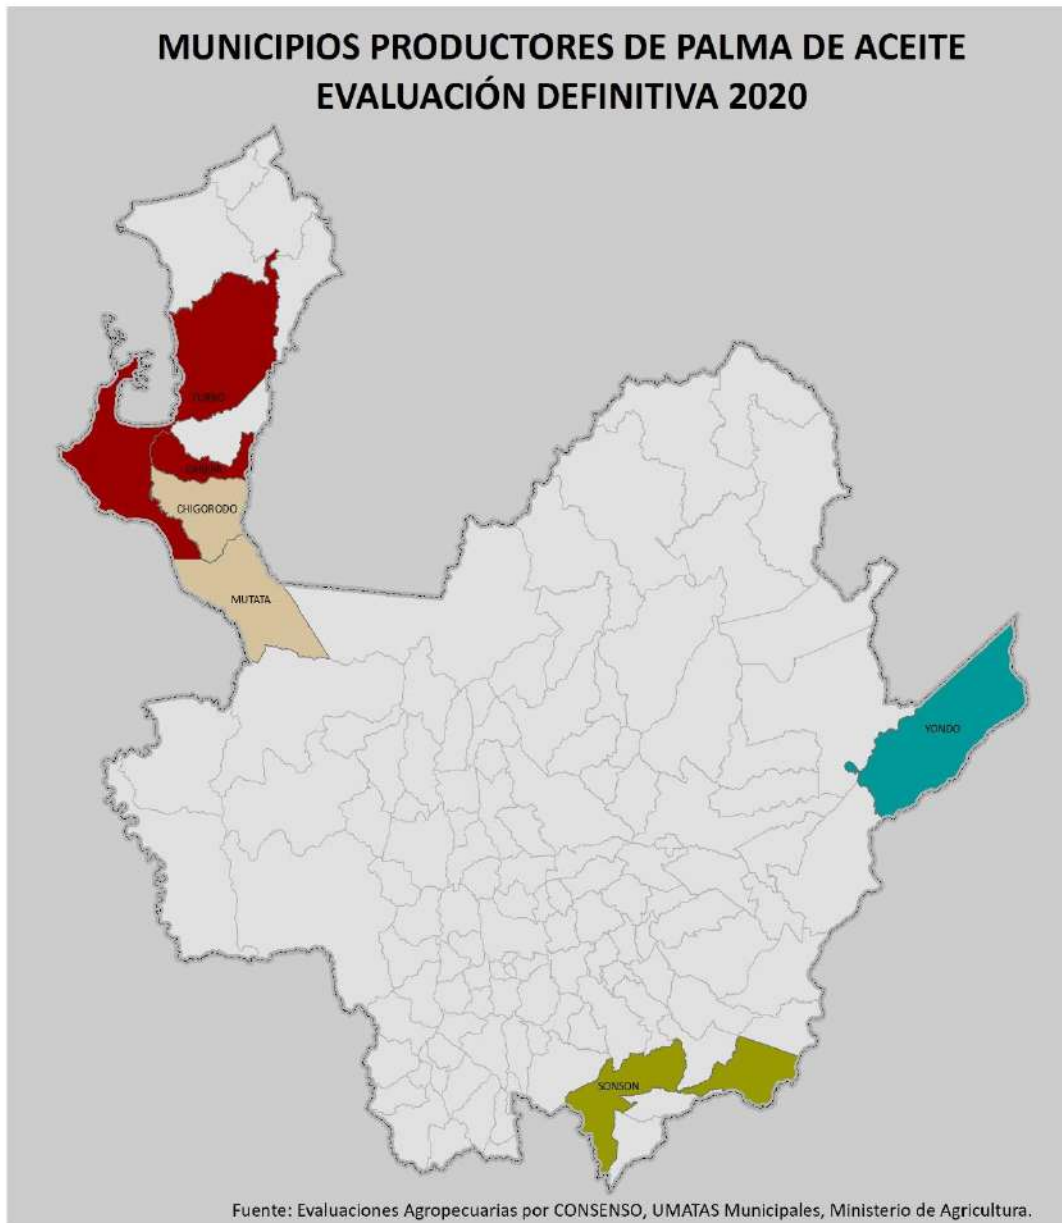 MUNICIPIOS PRODUCTORES DE PALMA DE ACEITE
EVALUACIÓN DEFINITIVA 2020
TURBO
CHIGORODO
MUTATA
YONDO
SONSON
Fuente: Evaluaciones Agropecuarias por CONSENSO, UMATAS Municipales, Ministerio de Agricultura.